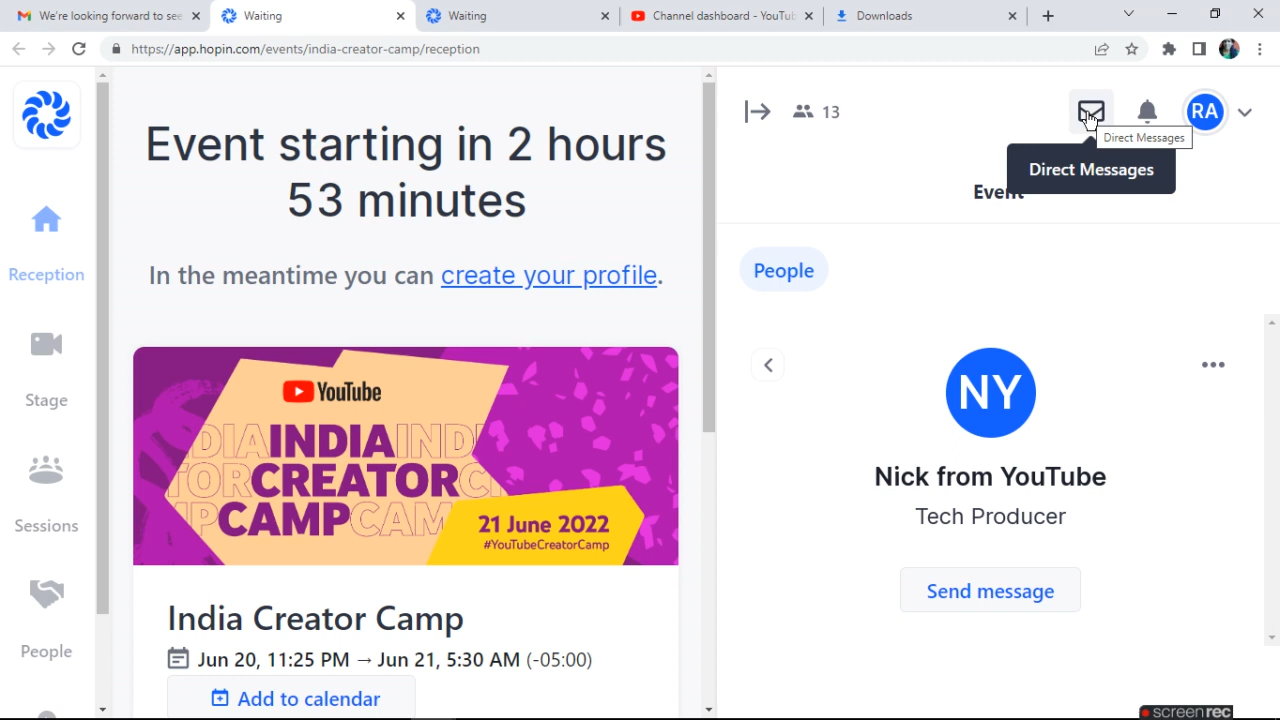 We're looking forward to see
Waiting
Waiting
Channel dashboard - YouTub
Downloads
https://app.hopin.com/events/india-creator-camp/reception
Reception
Stage
Sessions
People
Event starting in 2 hours
53 minutes
In the meantime you can create your profile.
YouTube
DIAINDIAIND
TORCREATORC
MPCAMPCAM
21 June 2022
#YouTubeCreatorCamp
India Creator Camp
Jun 20, 11:25 PM → Jun 21, 5:30 AM (-05:00)
Add to calendar
13
RA
Direct Messages
Direct Messages
Event
People
NY
Nick from YouTube
Tech Producer
Send message
screenrec